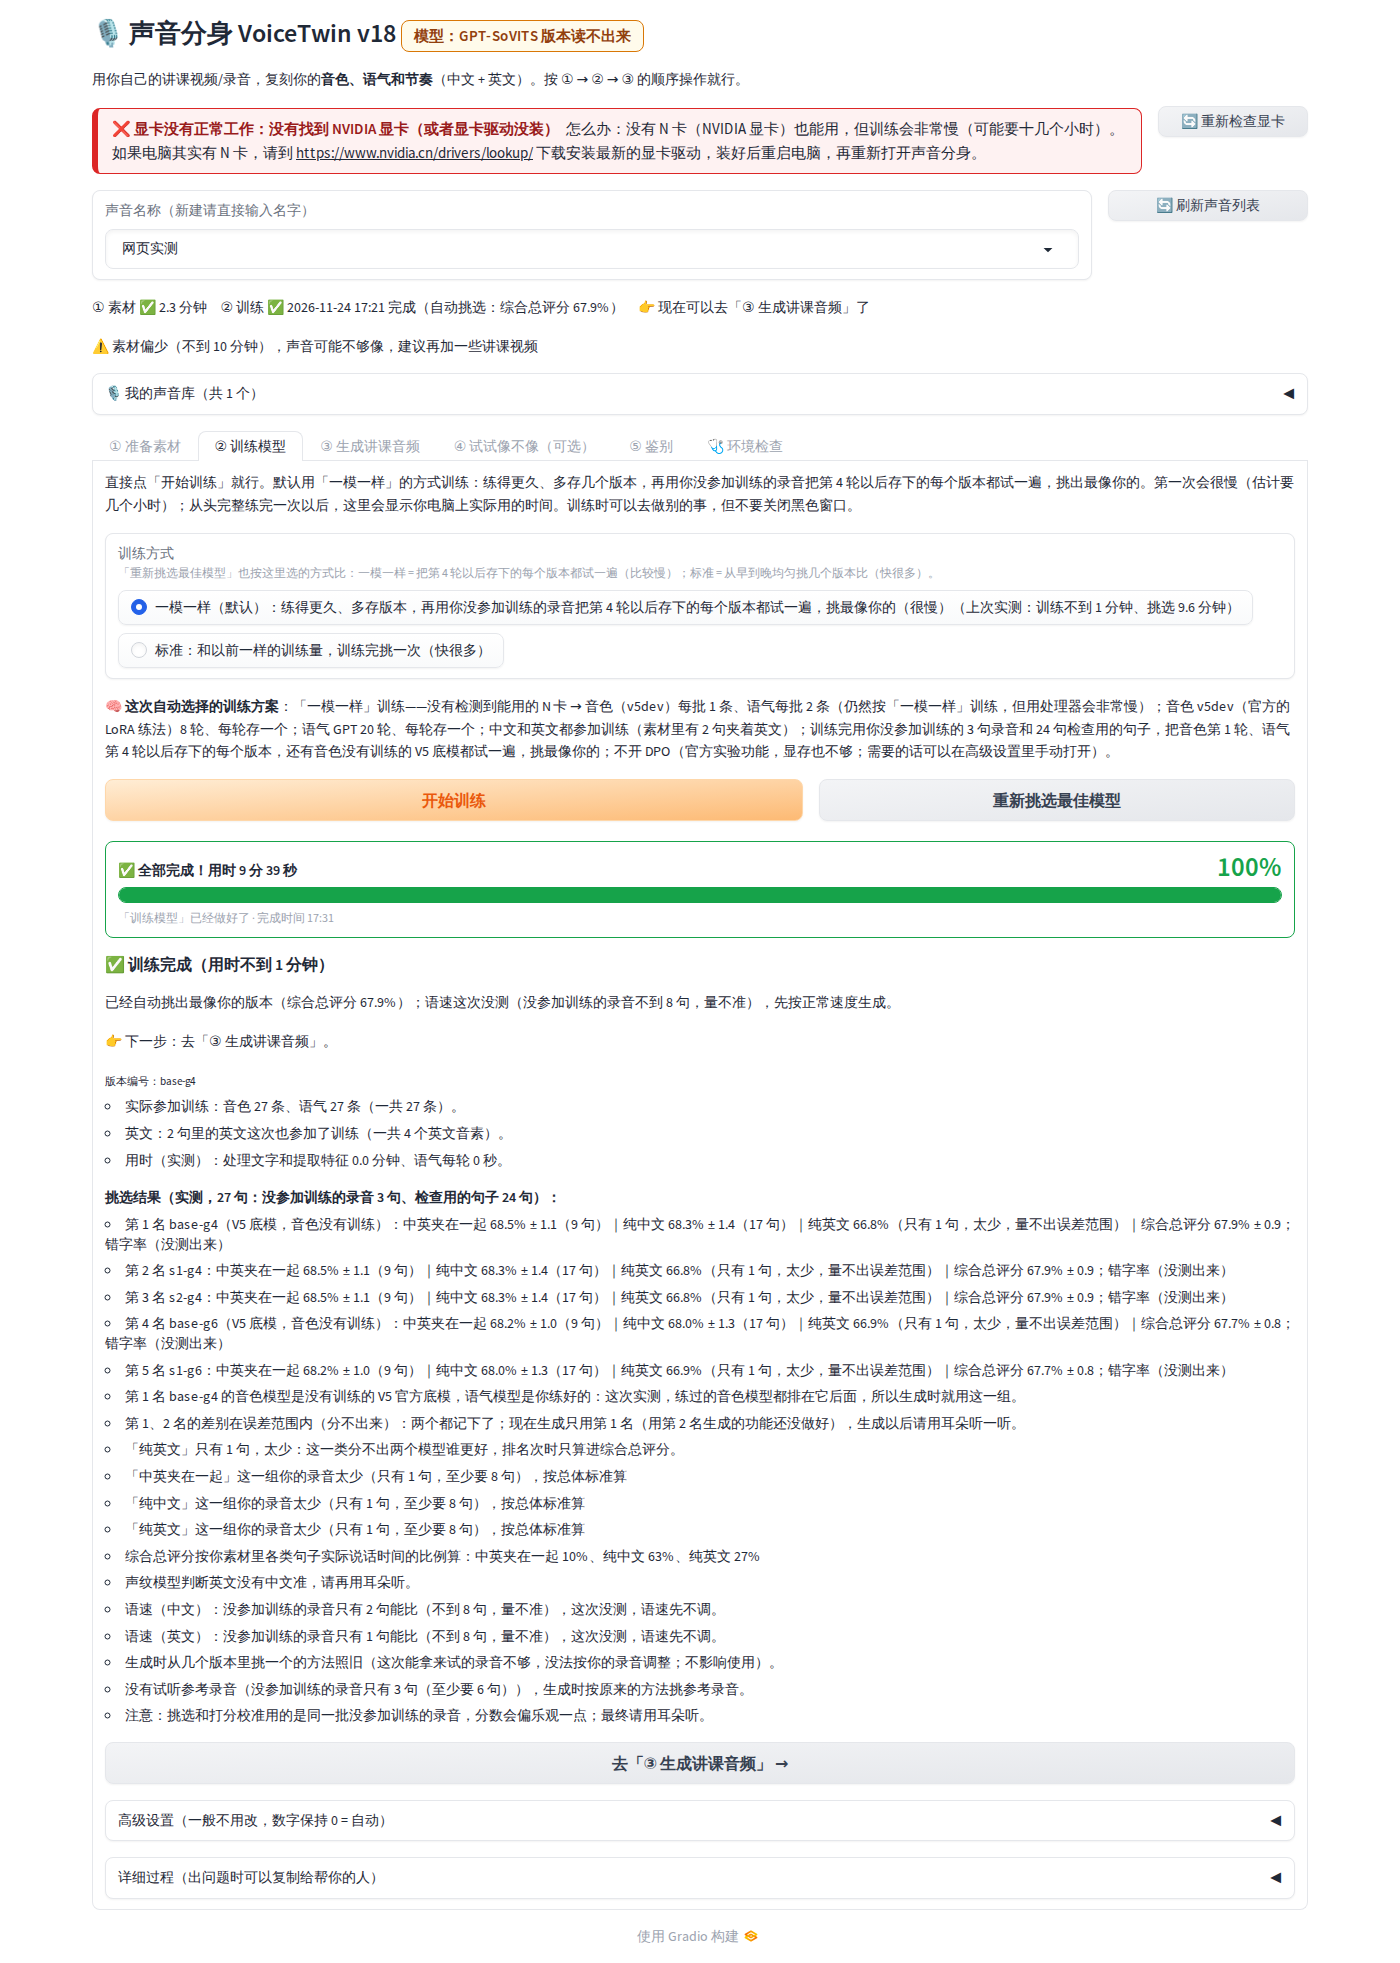 🎙️ 声音分身 VoiceTwin v18 模型：GPT-SoVITS 版本读不出来
用你自己的讲课视频/录音，复刻你的音色、语气和节奏（中文 + 英文）。按 ① → ② → ③ 的顺序操作就行。
❌ 显卡没有正常工作：没有找到 NVIDIA 显卡（或者显卡驱动没装） 怎么办：没有 N 卡（NVIDIA 显卡）也能用，但训练会非常慢（可能要十几个小时）。
如果电脑其实有 N 卡，请到 https://www.nvidia.cn/drivers/lookup/ 下载安装最新的显卡驱动，装好后重启电脑，再重新打开声音分身。
🔄 重新检查显卡
声音名称（新建请直接输入名字）
网页实测
🔄 刷新声音列表
① 素材 ✅ 2.3 分钟 ② 训练 ✅ 2026-11-24 17:21 完成（自动挑选：综合总评分 67.9%） 👉 现在可以去「③ 生成讲课音频」了
⚠️ 素材偏少（不到 10 分钟），声音可能不够像，建议再加一些讲课视频
🎙️ 我的声音库（共 1 个） ◀
① 准备素材 ② 训练模型 ③ 生成讲课音频 ④ 试试像不像（可选） ⑤ 鉴别 🩺 环境检查
直接点「开始训练」就行。默认用「一模一样」的方式训练：练得更久、多存几个版本，再用你没参加训练的录音把第 4 轮以后存下的每个版本都试一遍，挑出最像你的。第一次会很慢（估计要
几个小时）；从头完整练完一次以后，这里会显示你电脑上实际用的时间。训练时可以去做别的事，但不要关闭黑色窗口。
训练方式
「重新挑选最佳模型」也按这里选的方式比：一模一样 = 把第 4 轮以后存下的每个版本都试一遍（比较慢）；标准 = 从早到晚均匀挑几个版本比（快很多）。
一模一样（默认）：练得更久、多存版本，再用你没参加训练的录音把第 4 轮以后存下的每个版本都试一遍，挑最像你的（很慢）（上次实测：训练不到 1 分钟、挑选 9.6 分钟）
标准：和以前一样的训练量，训练完挑一次（快很多）
🧠 这次自动选择的训练方案：「一模一样」训练——没有检测到能用的 N 卡 → 音色（v5dev）每批 1 条、语气每批 2 条（仍然按「一模一样」训练，但用处理器会非常慢）；音色 v5dev（官方的
LoRA 练法）8 轮、每轮存一个；语气 GPT 20 轮、每轮存一个；中文和英文都参加训练（素材里有 2 句夹着英文）；训练完用你没参加训练的 3 句录音和 24 句检查用的句子，把音色第 1 轮、语气
第 4 轮以后存下的每个版本，还有音色没有训练的 V5 底模都试一遍，挑最像你的；不开 DPO（官方实验功能，显存也不够；需要的话可以在高级设置里手动打开）。
开始训练 重新挑选最佳模型
✅ 全部完成！用时 9 分 39 秒 100%
「训练模型」已经做好了 · 完成时间 17:31
✅ 训练完成（用时不到 1 分钟）
已经自动挑出最像你的版本（综合总评分 67.9%）；语速这次没测（没参加训练的录音不到 8 句，量不准），先按正常速度生成。
👉 下一步：去「③ 生成讲课音频」。
版本编号：base-g4
实际参加训练：音色 27 条、语气 27 条（一共 27 条）。
英文：2 句里的英文这次也参加了训练（一共 4 个英文音素）。
用时（实测）：处理文字和提取特征 0.0 分钟、语气每轮 0 秒。
挑选结果（实测，27 句：没参加训练的录音 3 句、检查用的句子 24 句）：
第 1 名 base-g4（V5 底模，音色没有训练）：中英夹在一起 68.5% ± 1.1（9 句）｜纯中文 68.3% ± 1.4（17 句）｜纯英文 66.8%（只有 1 句，太少，量不出误差范围）｜综合总评分 67.9% ± 0.9；
错字率（没测出来）
第 2 名 s1-g4：中英夹在一起 68.5% ± 1.1（9 句）｜纯中文 68.3% ± 1.4（17 句）｜纯英文 66.8%（只有 1 句，太少，量不出误差范围）｜综合总评分 67.9% ± 0.9；错字率（没测出来）
第 3 名 s2-g4：中英夹在一起 68.5% ± 1.1（9 句）｜纯中文 68.3% ± 1.4（17 句）｜纯英文 66.8%（只有 1 句，太少，量不出误差范围）｜综合总评分 67.9% ± 0.9；错字率（没测出来）
第 4 名 base-g6（V5 底模，音色没有训练）：中英夹在一起 68.2% ± 1.0（9 句）｜纯中文 68.0% ± 1.3（17 句）｜纯英文 66.9%（只有 1 句，太少，量不出误差范围）｜综合总评分 67.7% ± 0.8；
错字率（没测出来）
第 5 名 s1-g6：中英夹在一起 68.2% ± 1.0（9 句）｜纯中文 68.0% ± 1.3（17 句）｜纯英文 66.9%（只有 1 句，太少，量不出误差范围）｜综合总评分 67.7% ± 0.8；错字率（没测出来）
第 1 名 base-g4 的音色模型是没有训练的 V5 官方底模，语气模型是你练好的：这次实测，练过的音色模型都排在它后面，所以生成时就用这一组。
第 1、2 名的差别在误差范围内（分不出来）：两个都记下了；现在生成只用第 1 名（用第 2 名生成的功能还没做好），生成以后请用耳朵听一听。
「纯英文」只有 1 句，太少：这一类分不出两个模型谁更好，排名次时只算进综合总评分。
「中英夹在一起」这一组你的录音太少（只有 1 句，至少要 8 句），按总体标准算
「纯中文」这一组你的录音太少（只有 1 句，至少要 8 句），按总体标准算
「纯英文」这一组你的录音太少（只有 1 句，至少要 8 句），按总体标准算
综合总评分按你素材里各类句子实际说话时间的比例算：中英夹在一起 10%、纯中文 63%、纯英文 27%
声纹模型判断英文没有中文准，请再用耳朵听。
语速（中文）：没参加训练的录音只有 2 句能比（不到 8 句，量不准），这次没测，语速先不调。
语速（英文）：没参加训练的录音只有 1 句能比（不到 8 句，量不准），这次没测，语速先不调。
生成时从几个版本里挑一个的方法照旧（这次能拿来试的录音不够，没法按你的录音调整；不影响使用）。
没有试听参考录音（没参加训练的录音只有 3 句（至少要 6 句）），生成时按原来的方法挑参考录音。
注意：挑选和打分校准用的是同一批没参加训练的录音，分数会偏乐观一点；最终请用耳朵听。
去「③ 生成讲课音频」 →
高级设置（一般不用改，数字保持 0 = 自动） ◀
详细过程（出问题时可以复制给帮你的人） ◀
使用 Gradio 构建